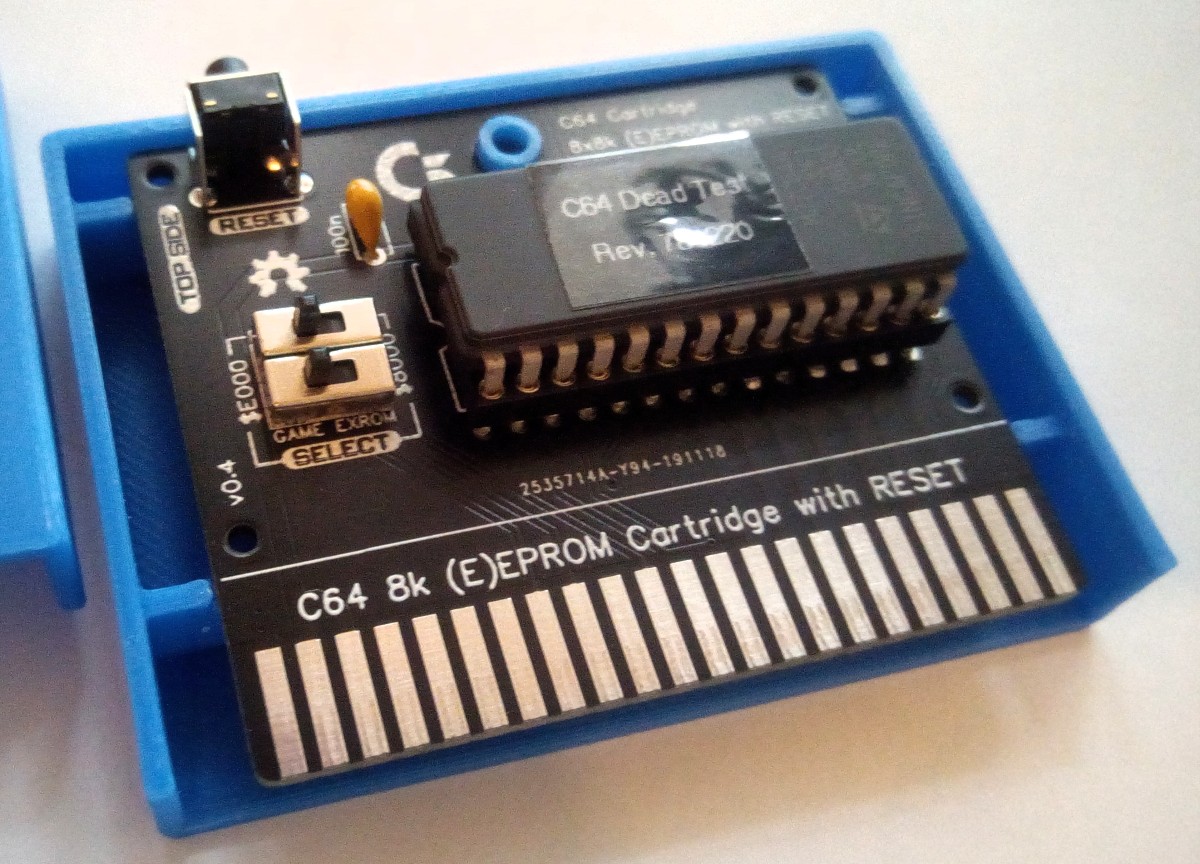 C64 Cartridge
8x8k (E)EPROM with RESET
C64 Dead Test
Rev. 220
RESET
TOP SIDE
100n
$E000
$8000
GAME EXROM
SELECT
v0.4
2535714A-Y94-191118
C64 8k (E)EPROM Cartridge with RESET